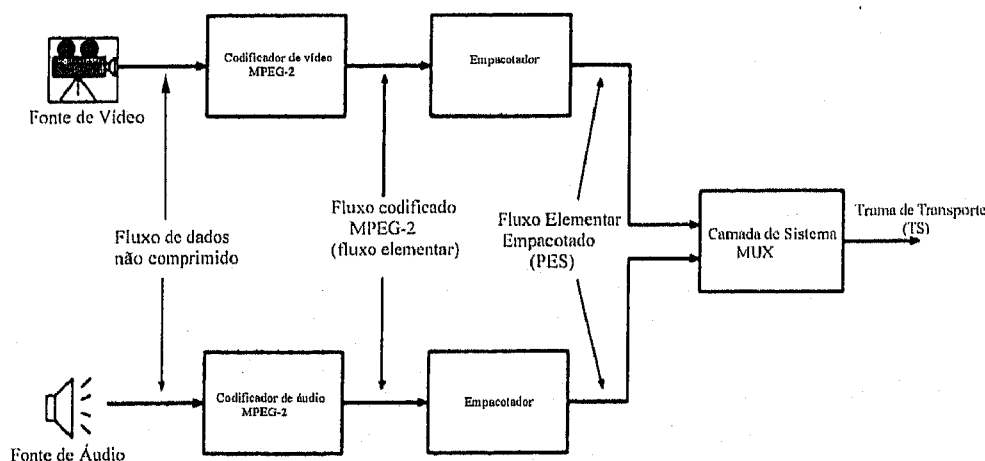 Codificador de vídeo
MPEG-2
Empacotador
Fonte de Vídeo
Fluxo de dados
não comprimido
Fluxo codificado
MPEG-2
(fluxo elementar)
Fluxo Elementar
Empacotado
(PES)
Camada de Sistema
MUX
Trama de Transporte
(TS)
Codificador de áudio
MPEG-2
Empacotador
Fonte de Áudio